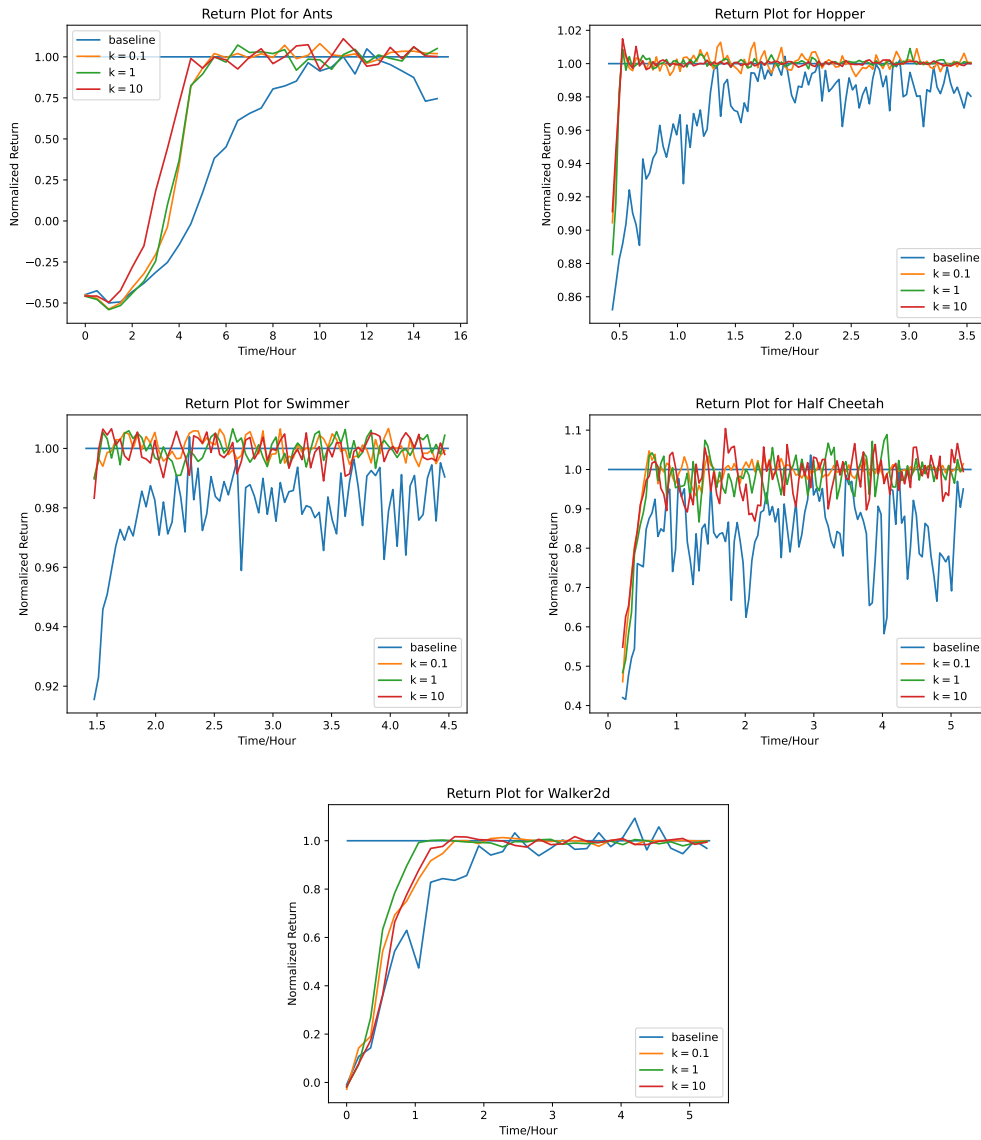 Return Plot for Ants
Normalized Return
1.00
0.75
0.50
0.25
0.00
−0.25
−0.50
baseline
k = 0.1
k = 1
k = 10
0 2 4 6 8 10 12 14 16
Time/Hour
Return Plot for Hopper
Normalized Return
1.02
1.00
0.98
0.96
0.94
0.92
0.90
0.88
0.86
baseline
k = 0.1
k = 1
k = 10
0.5 1.0 1.5 2.0 2.5 3.0 3.5
Time/Hour
Return Plot for Swimmer
Normalized Return
1.00
0.98
0.96
0.94
0.92
baseline
k = 0.1
k = 1
k = 10
1.5 2.0 2.5 3.0 3.5 4.0 4.5
Time/Hour
Return Plot for Half Cheetah
Normalized Return
1.1
1.0
0.9
0.8
0.7
0.6
0.5
0.4
baseline
k = 0.1
k = 1
k = 10
0 1 2 3 4 5
Time/Hour
Return Plot for Walker2d
Normalized Return
1.0
0.8
0.6
0.4
0.2
0.0
baseline
k = 0.1
k = 1
k = 10
0 1 2 3 4 5
Time/Hour